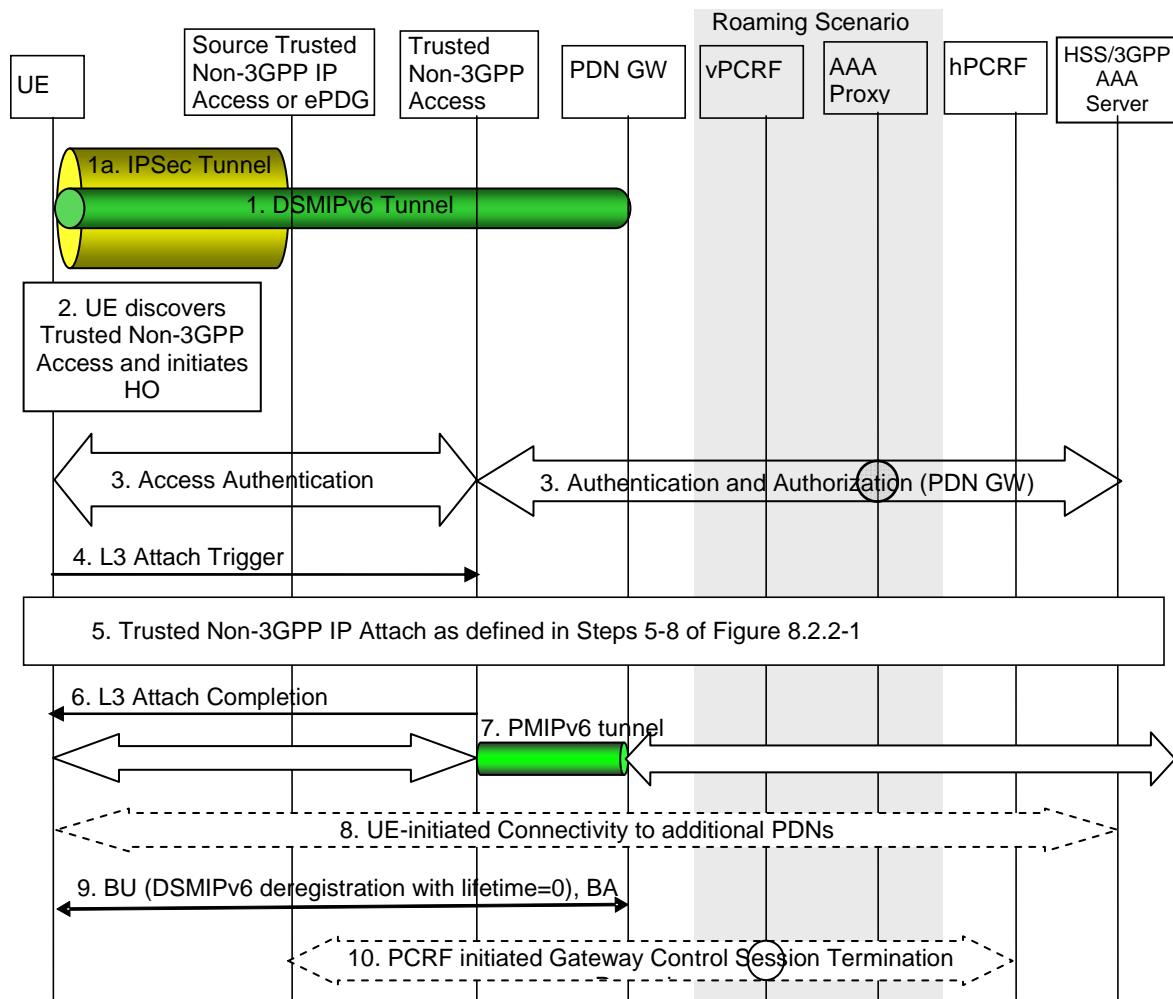 Roaming Scenario
UE
Source Trusted
Non-3GPP IP
Access or ePDG
Trusted
Non-3GPP
Access
PDN GW
vPCRF
AAA
Proxy
hPCRF
HSS/3GPP
AAA
Server
1a. IPSec Tunnel
1. DSMIPv6 Tunnel
2. UE discovers
Trusted Non-3GPP
Access and initiates
HO
3. Access Authentication
3. Authentication and Authorization (PDN GW)
4. L3 Attach Trigger
5. Trusted Non-3GPP IP Attach as defined in Steps 5-8 of Figure 8.2.2-1
6. L3 Attach Completion
7. PMIPv6 tunnel
8. UE-initiated Connectivity to additional PDNs
9. BU (DSMIPv6 deregistration with lifetime=0), BA
10. PCRF initiated Gateway Control Session Termination